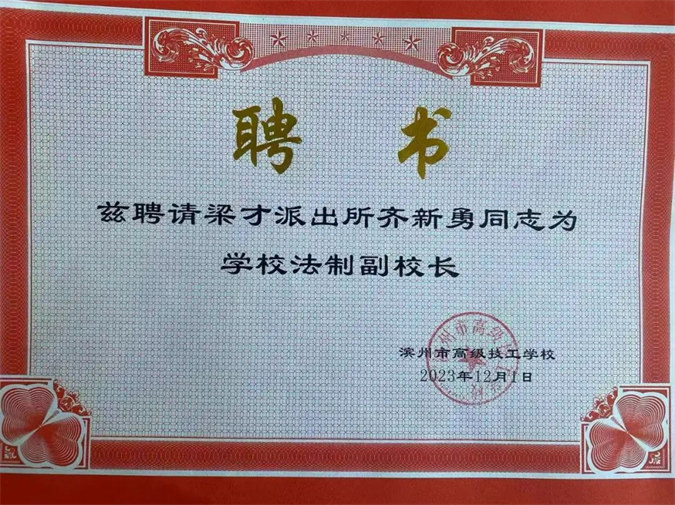 聘书
兹聘请梁才派出所齐新勇同志为
学校法制副校长
滨州市高级技工学校
2023年12月1日